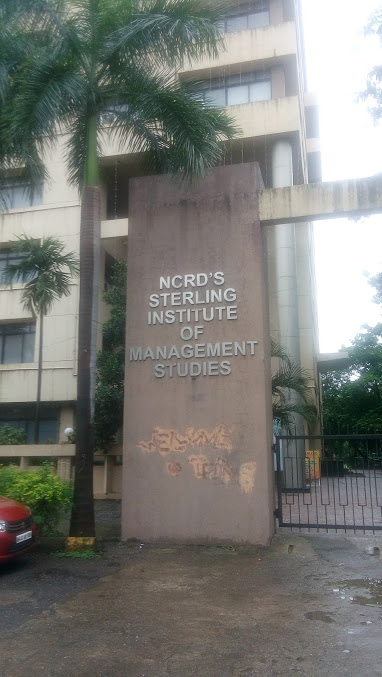 NCRD'S
STERLING
INSTITUTE
OF
MANAGEMENT
STUDIES